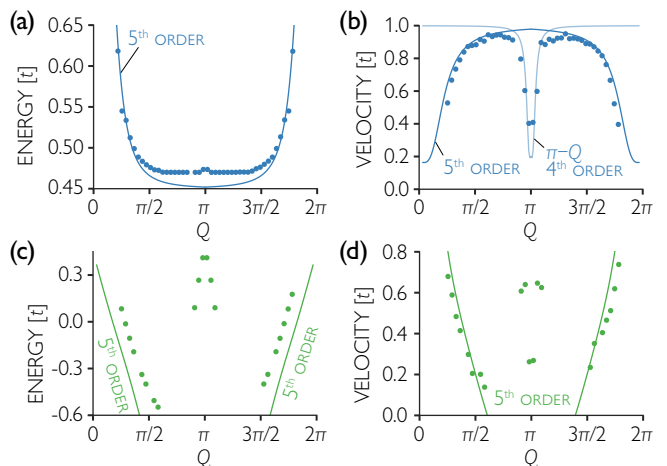 (a)
0.65
0.60
0.55
0.50
0.45
ENERGY [t]
5th ORDER
0
π/2
π
3π/2
2π
Q
(b)
1.0
0.8
0.6
0.4
0.2
0.0
VELOCITY [t]
5th ORDER
π–Q
4th ORDER
0
π/2
π
3π/2
2π
Q
(c)
0.3
0.0
-0.3
-0.6
ENERGY [t]
5th ORDER
5th ORDER
0
π/2
π
3π/2
2π
Q
(d)
0.8
0.6
0.4
0.2
0.0
VELOCITY [t]
5th ORDER
0
π/2
π
3π/2
2π
Q